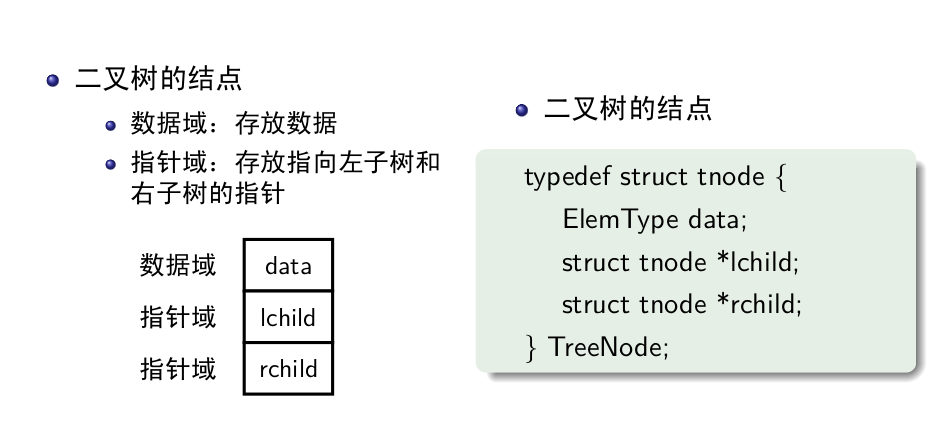 二叉树的结点
数据域：存放数据
指针域：存放指向左子树和
右子树的指针
数据域 data
指针域 lchild
指针域 rchild
二叉树的结点
typedef struct tnode {
ElemType data;
struct tnode *lchild;
struct tnode *rchild;
} TreeNode;